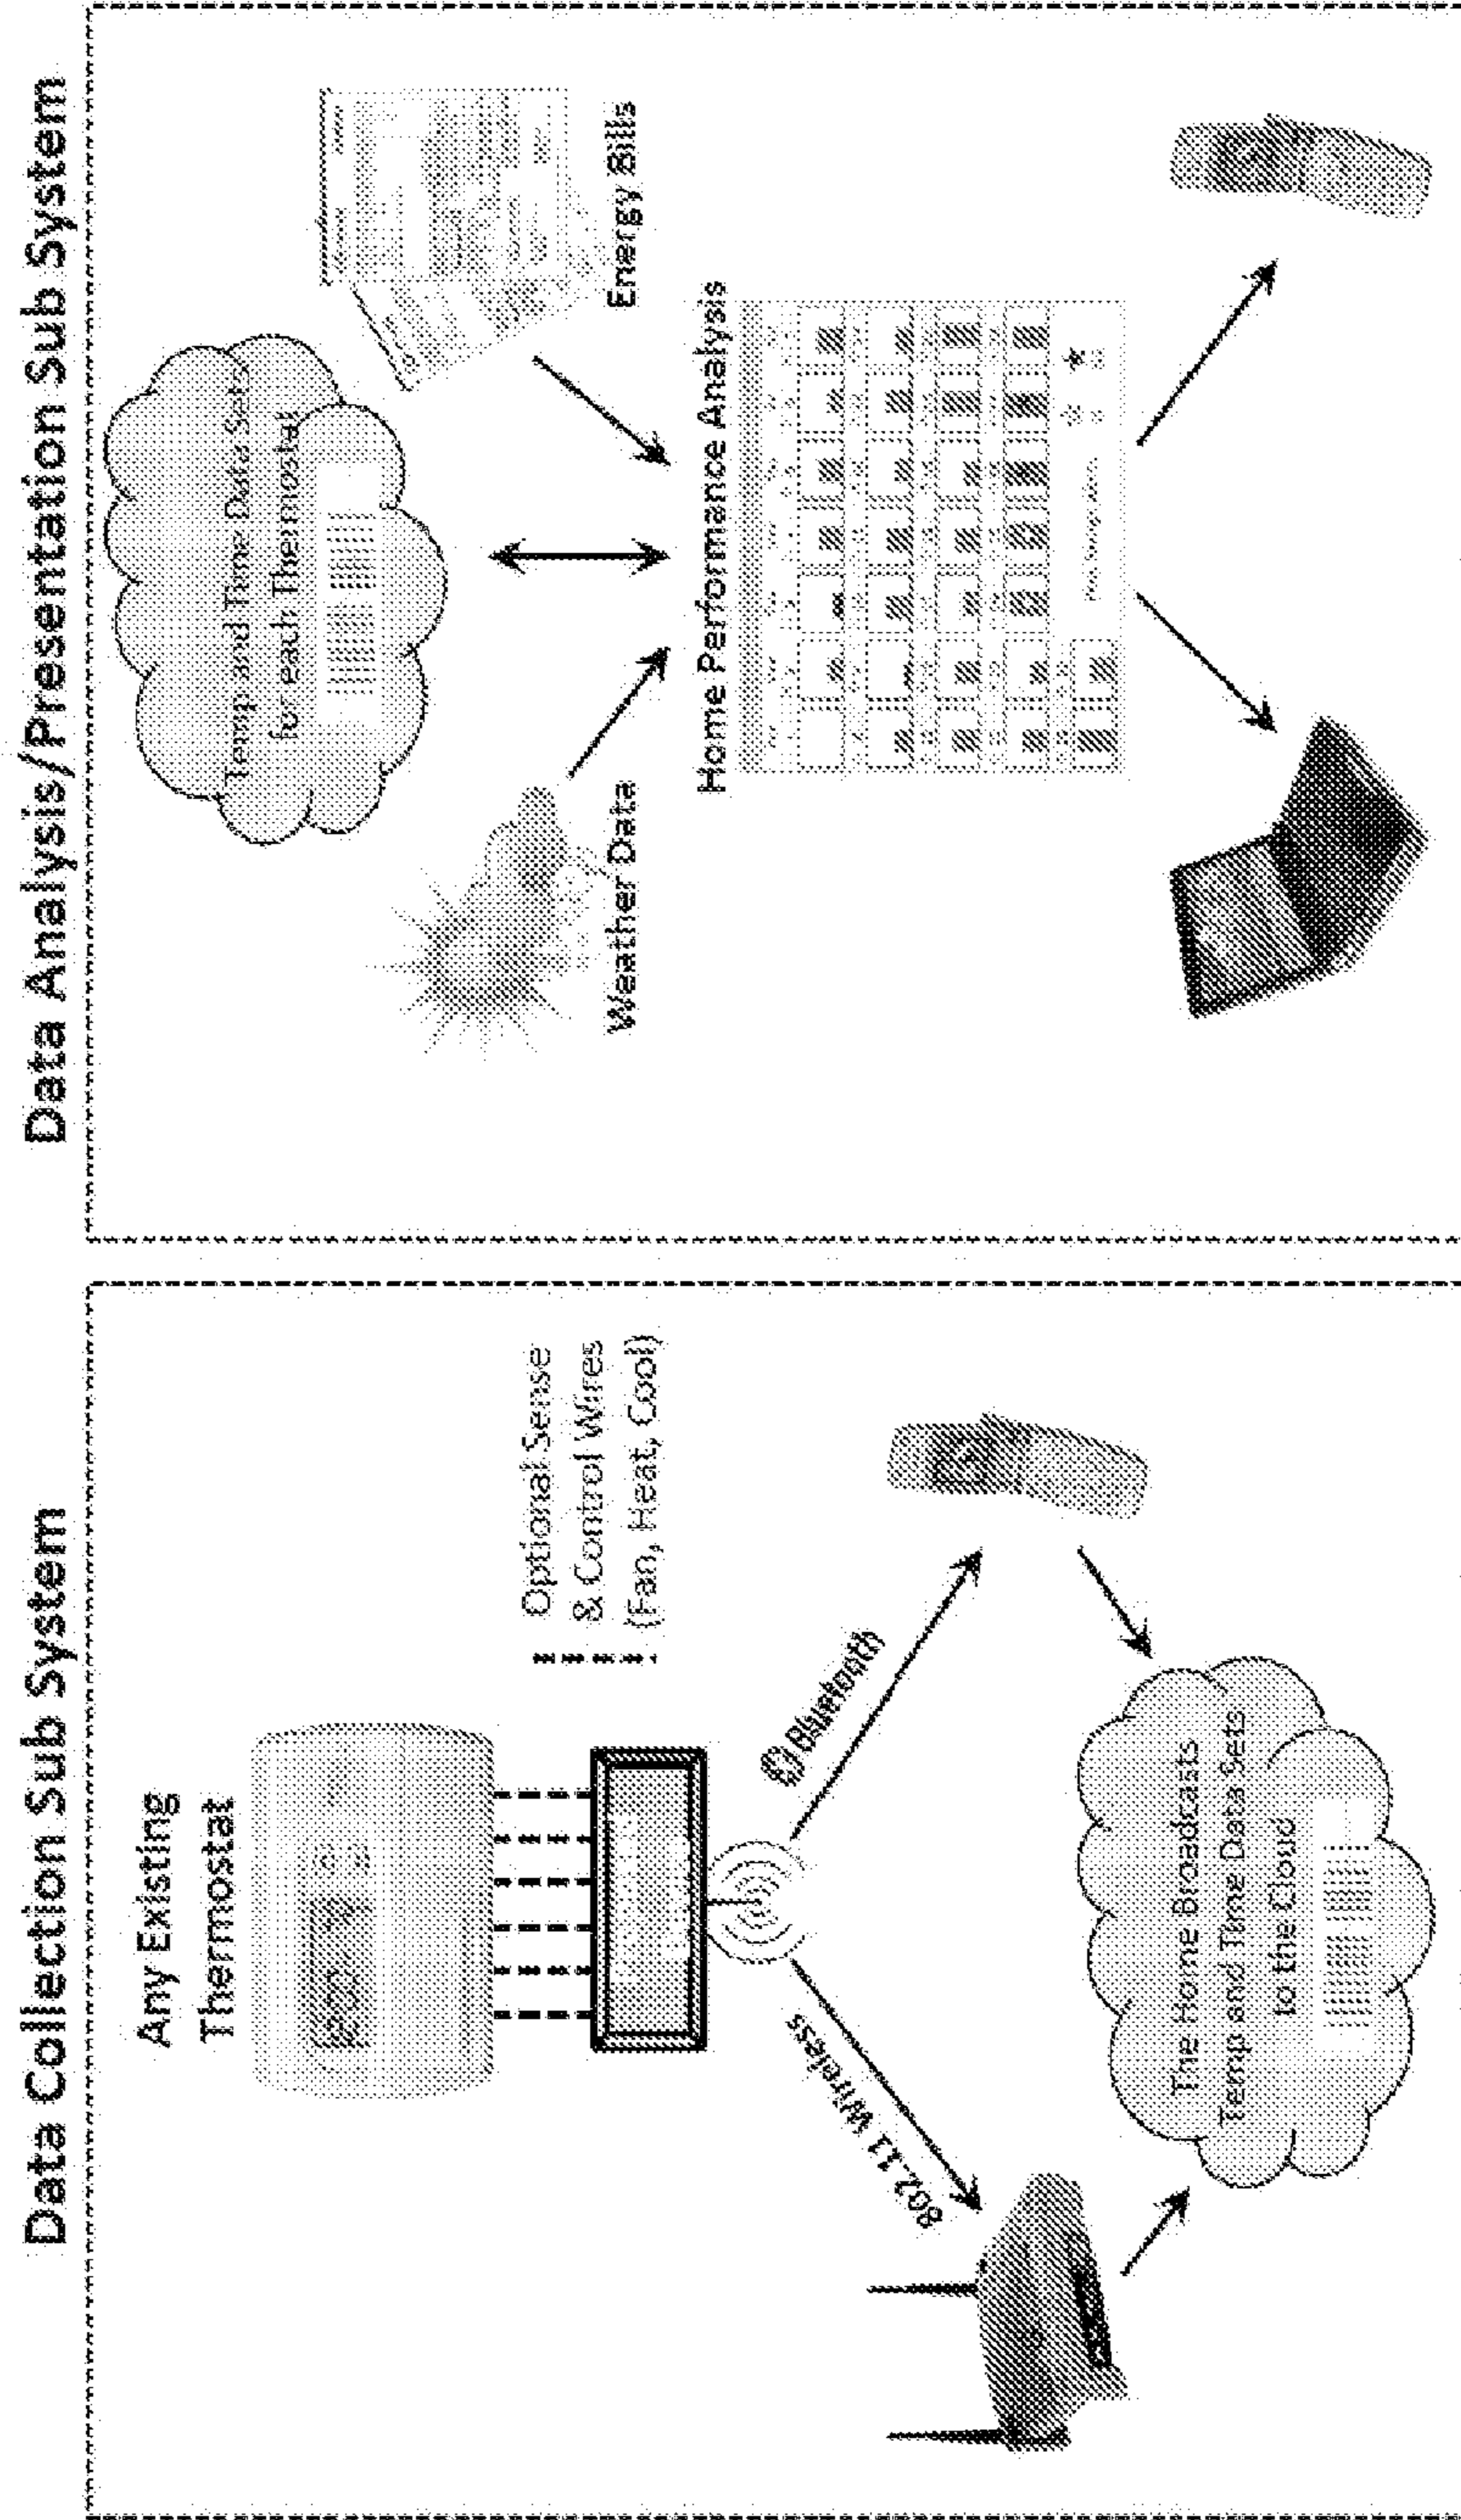 Data Collection Sub System
Any Existing
Thermostat
Optional Sense
& Control Wires
(Fan, Heat, Cool)
802.11 Wireless
Bluetooth
The Home Broadcasts
Temp and Time Data Sets
to the Cloud
Data Analysis/Presentation Sub System
Temp and Time Data Sets
for each Thermostat
Weather Data
Energy Bills
Home Performance Analysis